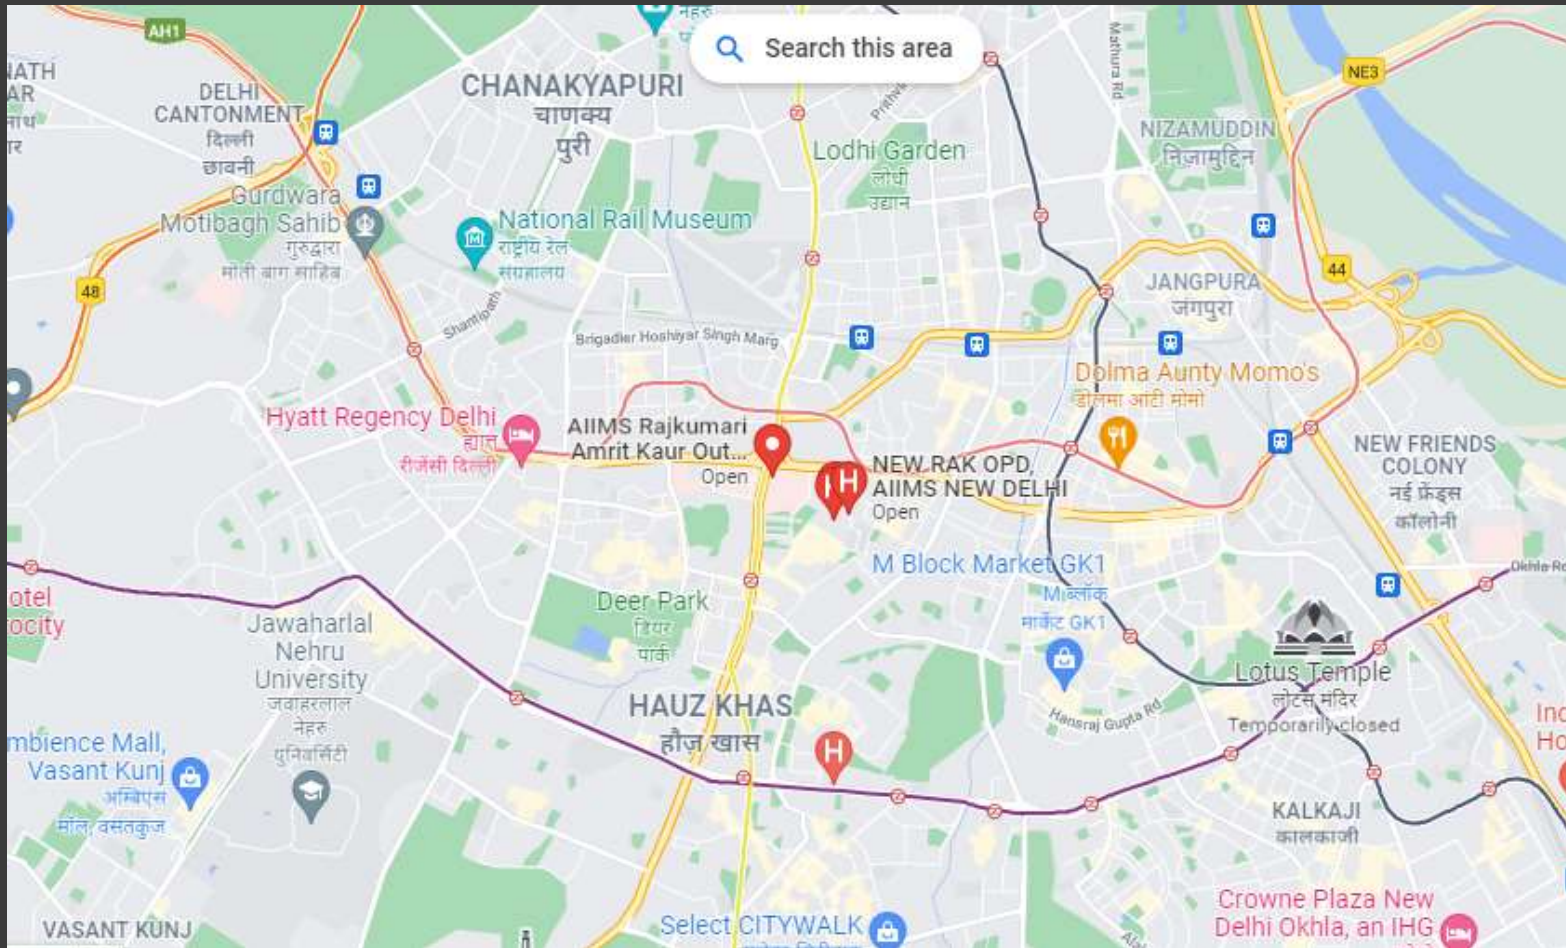 AH1
नेहरू
Search this area
NATH
AR
नाथ
ार
DELHI
CANTONMENT
दिल्ली
छावनी
CHANAKYAPURI
चाणक्य
पुरी
Mathura Rd
NE3
NIZAMUDDIN
निज़ामुद्दिन
Lodhi Garden
लोधी
उद्यान
Gurdwara
Motibagh Sahib
गुरुद्वारा
मोती बाग साहिब
National Rail Museum
राष्ट्रीय रेल
संग्रहालय
48
Shantipath
Brigadier Hoshiyar Singh Marg
44
JANGPURA
जंगपुरा
Dolma Aunty Momo's
डोलमा आंटी मोमो
Hyatt Regency Delhi
ह्यात
रीजेंसी दिल्ली
AIIMS Rajkumari
Amrit Kaur Out...
Open
NEW RAK OPD,
AIIMS NEW DELHI
Open
NEW FRIENDS
COLONY
नई फ्रेंड्स
कॉलोनी
M Block Market GK1
M ब्लॉक
मार्केट GK1
Okhla Rd
otel
rocity
Deer Park
डियर
पार्क
Jawaharlal
Nehru
University
जवाहरलाल
नेहरु
युनिवर्सिटी
Lotus Temple
लोटस मंदिर
Temporarily closed
Hansraj Gupta Rd
HAUZ KHAS
हौज़ खास
mbience Mall,
Vasant Kunj
अम्बिएंस
मॉल, वसंतकुंज
H
Ho
KALKAJI
कालकाजी
VASANT KUNJ
Select CITYWALK
Crowne Plaza New
Delhi Okhla, an IHG